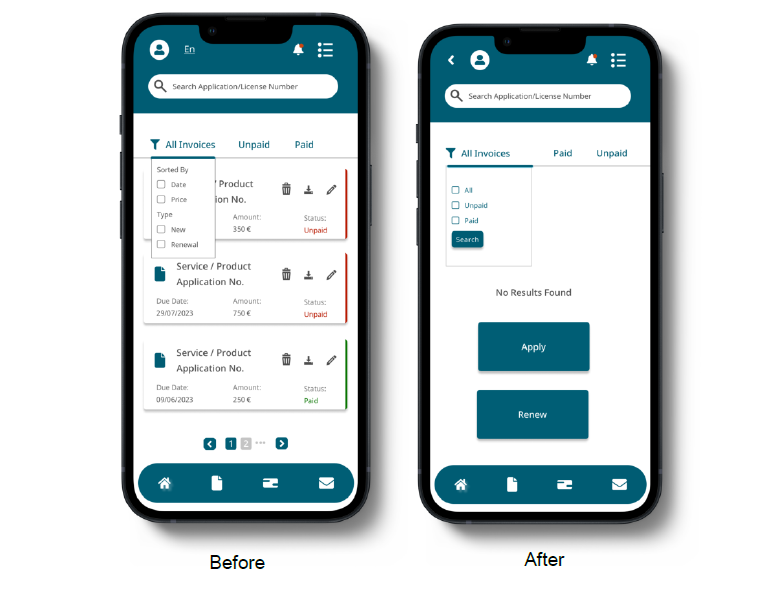 En
Search Application/License Number
All Invoices Unpaid Paid
Sorted By
Date
Price
Type
New
Renewal
/ Product
ion No.
Amount:
350 €
Status:
Unpaid
Service / Product
Application No.
Due Date:
29/07/2023
Amount:
750 €
Status:
Unpaid
Service / Product
Application No.
Due Date:
09/06/2023
Amount:
250 €
Status:
Paid
1 2 ···
Before
Search Application/License Number
All Invoices Paid Unpaid
All
Unpaid
Paid
Search
No Results Found
Apply
Renew
After